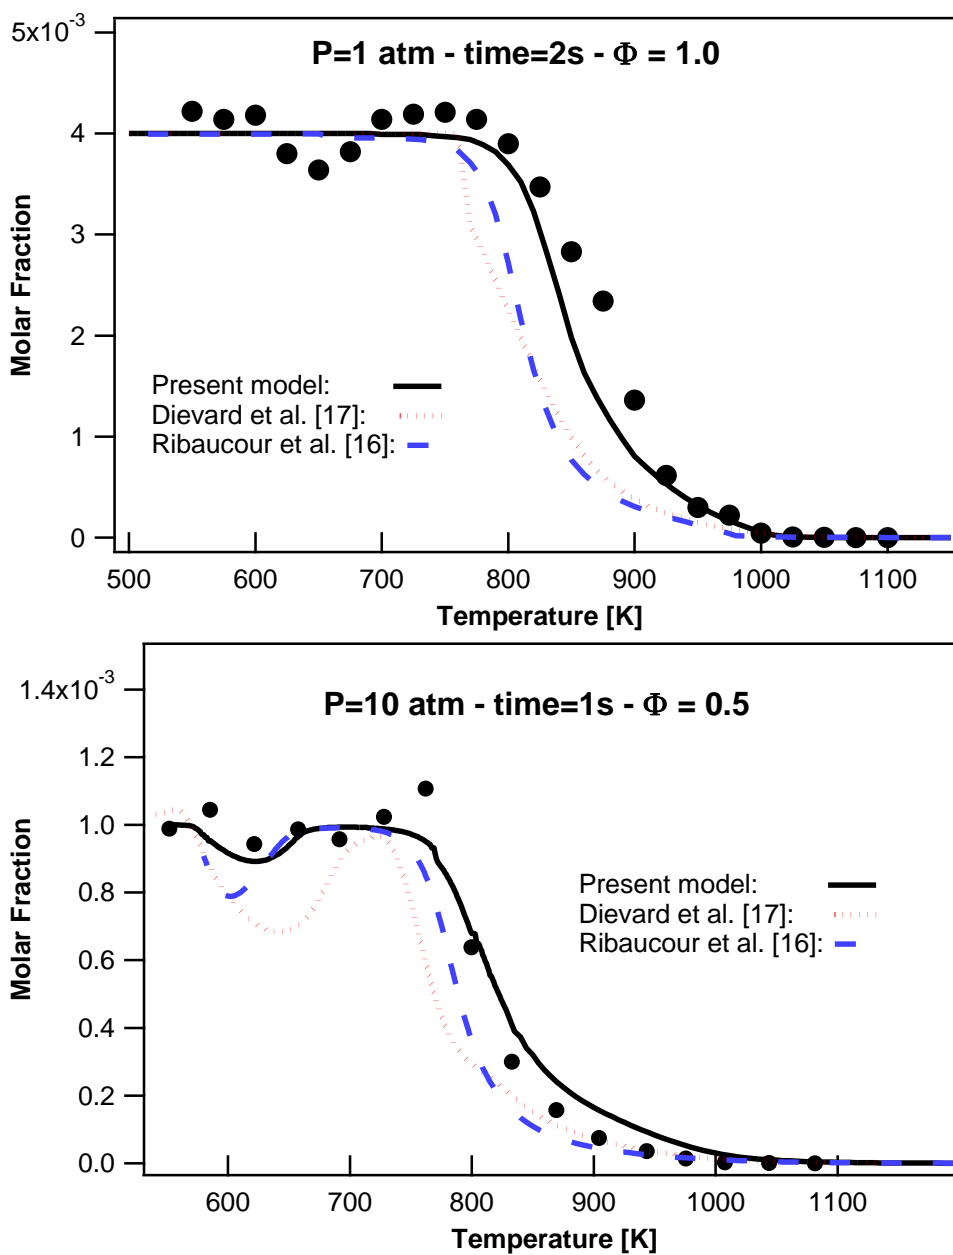 5x10-3
P=1 atm - time=2s - Φ = 1.0
4
3
2
1
0
Molar Fraction
Present model:
Dievard et al. [17]:
Ribaucour et al. [16]:
500 600 700 800 900 1000 1100
Temperature [K]
1.4x10-3
P=10 atm - time=1s - Φ = 0.5
1.2
1.0
0.8
0.6
0.4
0.2
0.0
Molar Fraction
Present model:
Dievard et al. [17]:
Ribaucour et al. [16]:
600 700 800 900 1000 1100
Temperature [K]